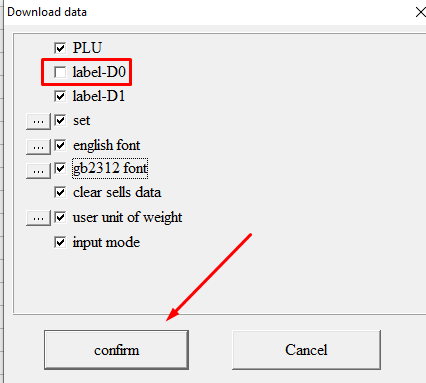 Download data
PLU
label-D0
label-D1
... set
... english font
... gb2312 font
clear sells data
... user unit of weight
input mode
confirm Cancel